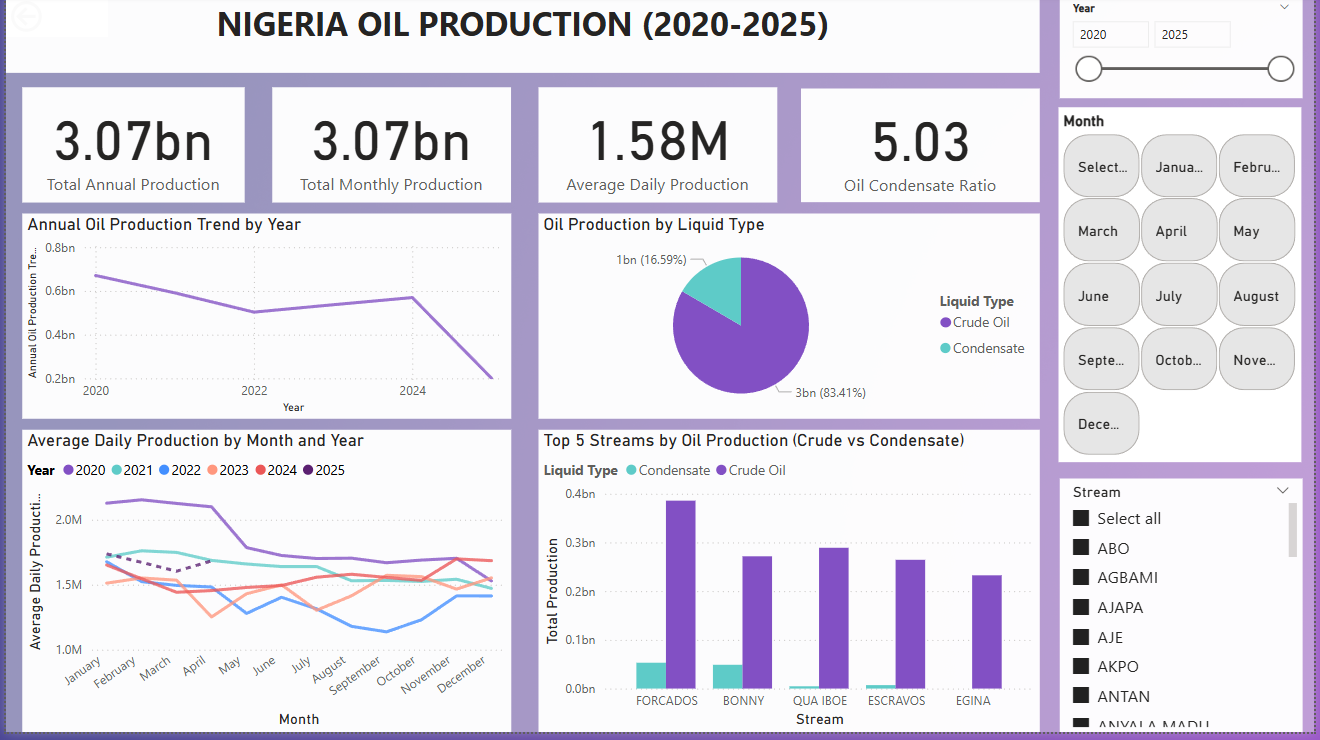 NIGERIA OIL PRODUCTION (2020-2025)
3.07bn
Total Annual Production
3.07bn
Total Monthly Production
1.58M
Average Daily Production
5.03
Oil Condensate Ratio
Annual Oil Production Trend by Year
Annual Oil Production Tre...
0.8bn
0.6bn
0.4bn
0.2bn
2020
2022
2024
Year
Oil Production by Liquid Type
1bn (16.59%)
3bn (83.41%)
Liquid Type
Crude Oil
Condensate
Average Daily Production by Month and Year
Year 2020 2021 2022 2023 2024 2025
Average Daily Producti...
2.0M
1.5M
1.0M
January
February
March
April
May
June
July
August
September
October
November
December
Month
Top 5 Streams by Oil Production (Crude vs Condensate)
Liquid Type Condensate Crude Oil
Total Production
0.4bn
0.3bn
0.2bn
0.1bn
0.0bn
FORCADOS
BONNY
QUA IBOE
ESCRAVOS
EGINA
Stream
Year
2020
2025
Month
Select...
Janua...
Febru...
March
April
May
June
July
August
Septe...
Octob...
Nove...
Dece...
Stream
Select all
ABO
AGBAMI
AJAPA
AJE
AKPO
ANTAN